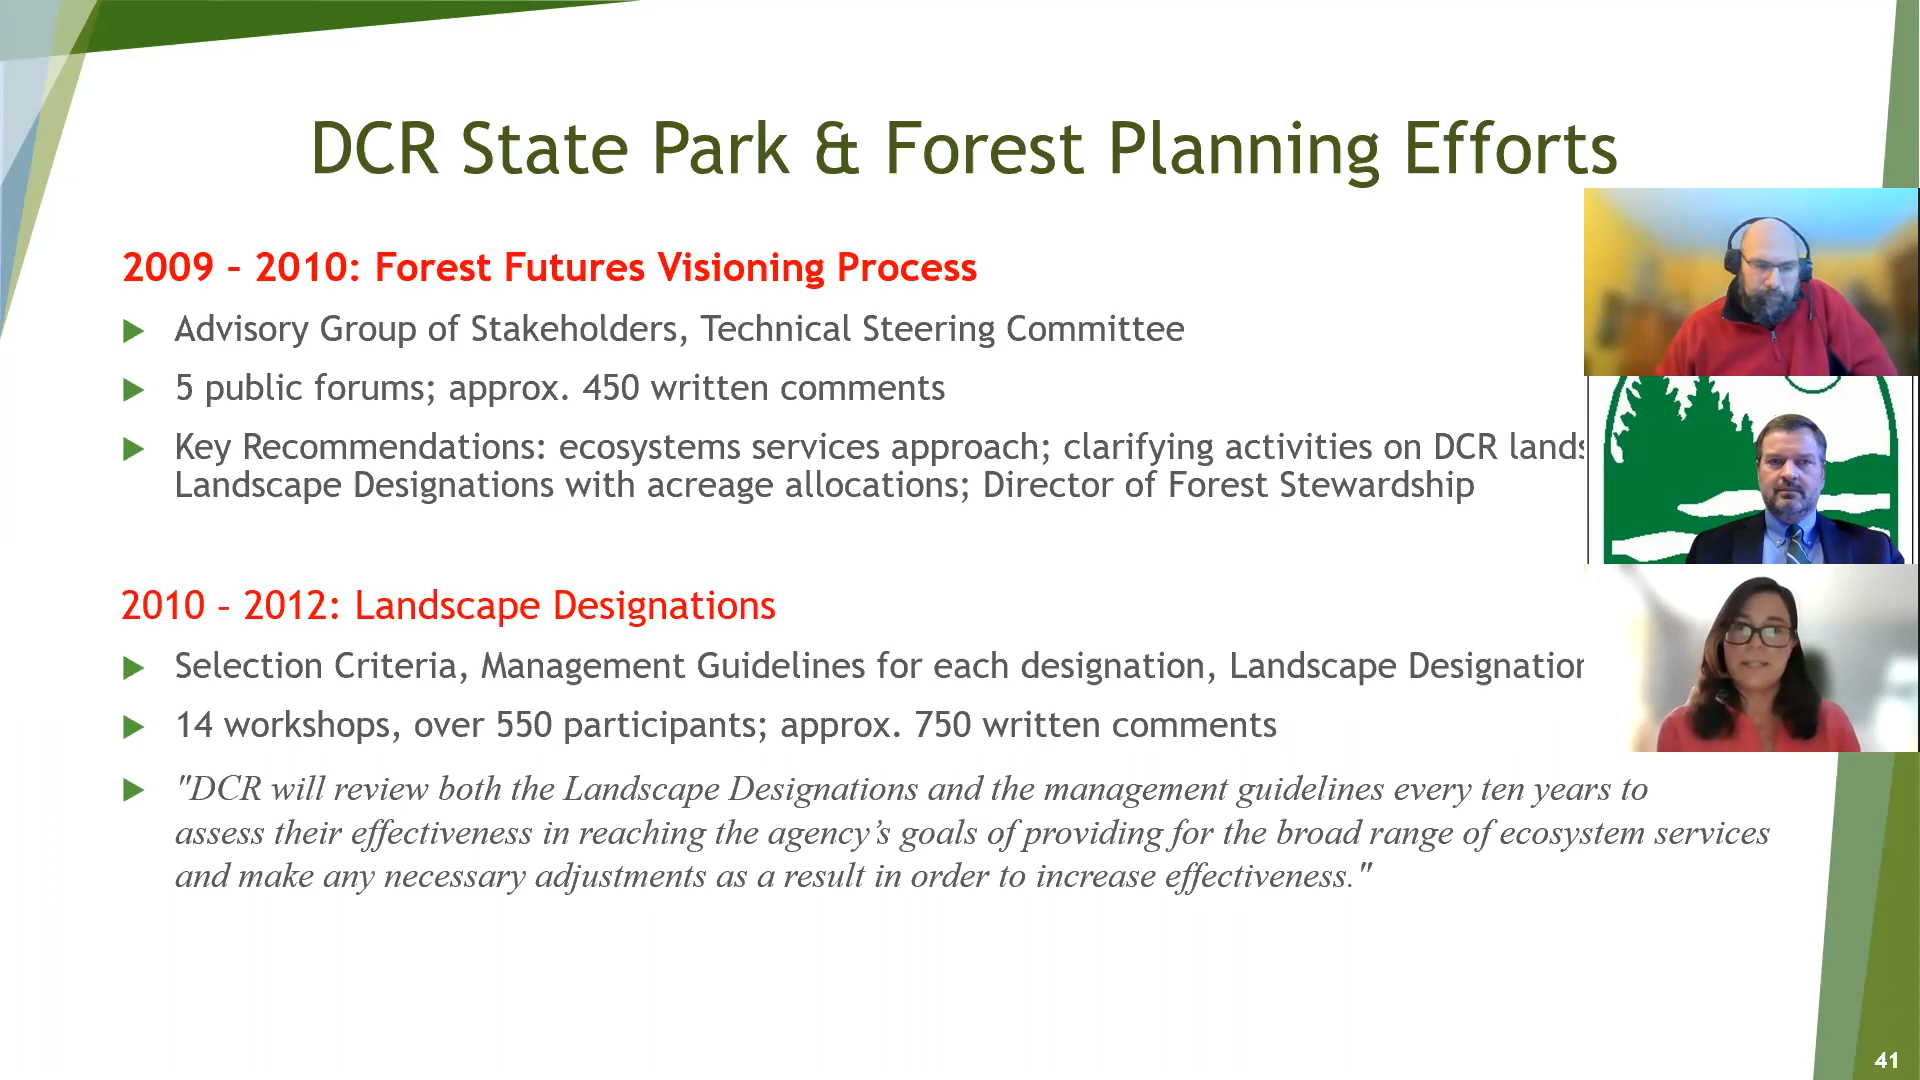 DCR State Park & Forest Planning Efforts
2009 – 2010: Forest Futures Visioning Process
Advisory Group of Stakeholders, Technical Steering Committee
5 public forums; approx. 450 written comments
Key Recommendations: ecosystems services approach; clarifying activities on DCR lands
Landscape Designations with acreage allocations; Director of Forest Stewardship
2010 – 2012: Landscape Designations
Selection Criteria, Management Guidelines for each designation, Landscape Designation
14 workshops, over 550 participants; approx. 750 written comments
"DCR will review both the Landscape Designations and the management guidelines every ten years to
assess their effectiveness in reaching the agency’s goals of providing for the broad range of ecosystem services
and make any necessary adjustments as a result in order to increase effectiveness."
41